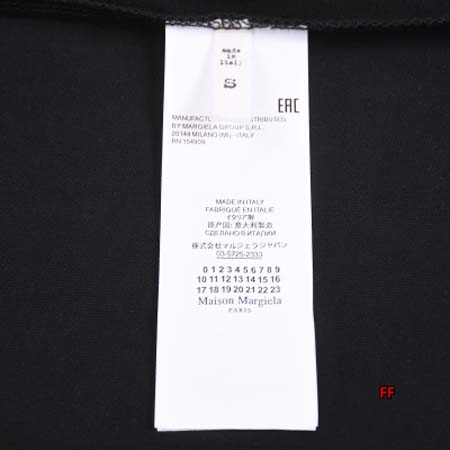 made
in
italy
S
EAC
BY MARGIELA GROUP S.R.L.
20144 MILANO (MI) - ITALY
RN 154909
MADE IN ITALY
FABRIQUÉ EN ITALIE
イタリア製
原产国: 意大利製造
СДЕЛАНО В ИТАЛИИ
株式会社マルジェラジャパン
03-5725-2333
0 1 2 3 4 5 6 7 8 9
10 11 12 13 14 15 16
17 18 19 20 21 22 23
Maison Margiela
PARIS
FF